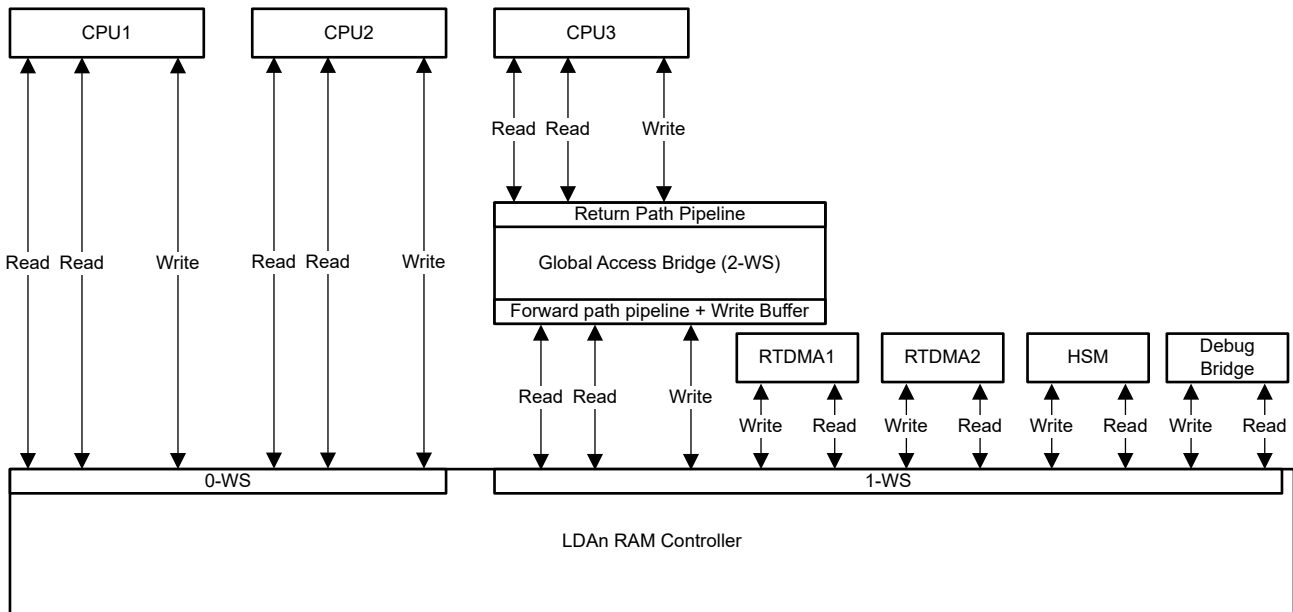 CPU1 CPU2 CPU3
Read Read Write
Return Path Pipeline
Read Read Write Read Read Write Global Access Bridge (2-WS)
Forward path pipeline + Write Buffer
RTDMA1 RTDMA2 HSM Debug
Bridge
Read Read Write
Write Read Write Read Write Read Write Read
0-WS 1-WS
LDAn RAM Controller